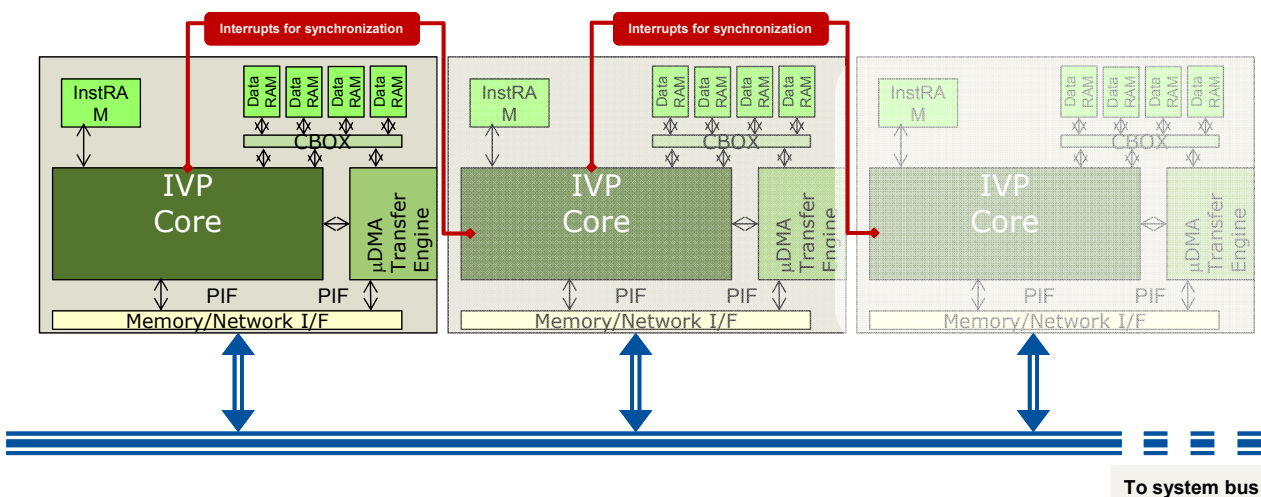 Interrupts for synchronization
Interrupts for synchronization
InstRA
M
Data
RAM
Data
RAM
Data
RAM
Data
RAM
CBOX
IVP
Core
µDMA
Transfer
Engine
PIF
PIF
Memory/Network I/F
InstRA
M
Data
RAM
Data
RAM
Data
RAM
Data
RAM
CBOX
IVP
Core
µDMA
Transfer
Engine
PIF
PIF
Memory/Network I/F
InstRA
M
Data
RAM
Data
RAM
Data
RAM
Data
RAM
CBOX
IVP
Core
µDMA
Transfer
Engine
PIF
PIF
Memory/Network I/F
To system bus